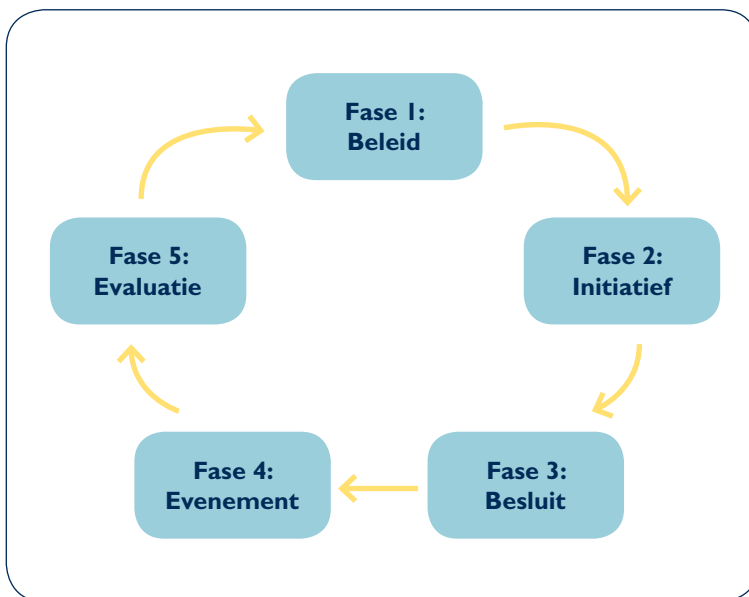 Fase 1:
Beleid
Fase 2:
Initiatief
Fase 3:
Besluit
Fase 4:
Evenement
Fase 5:
Evaluatie